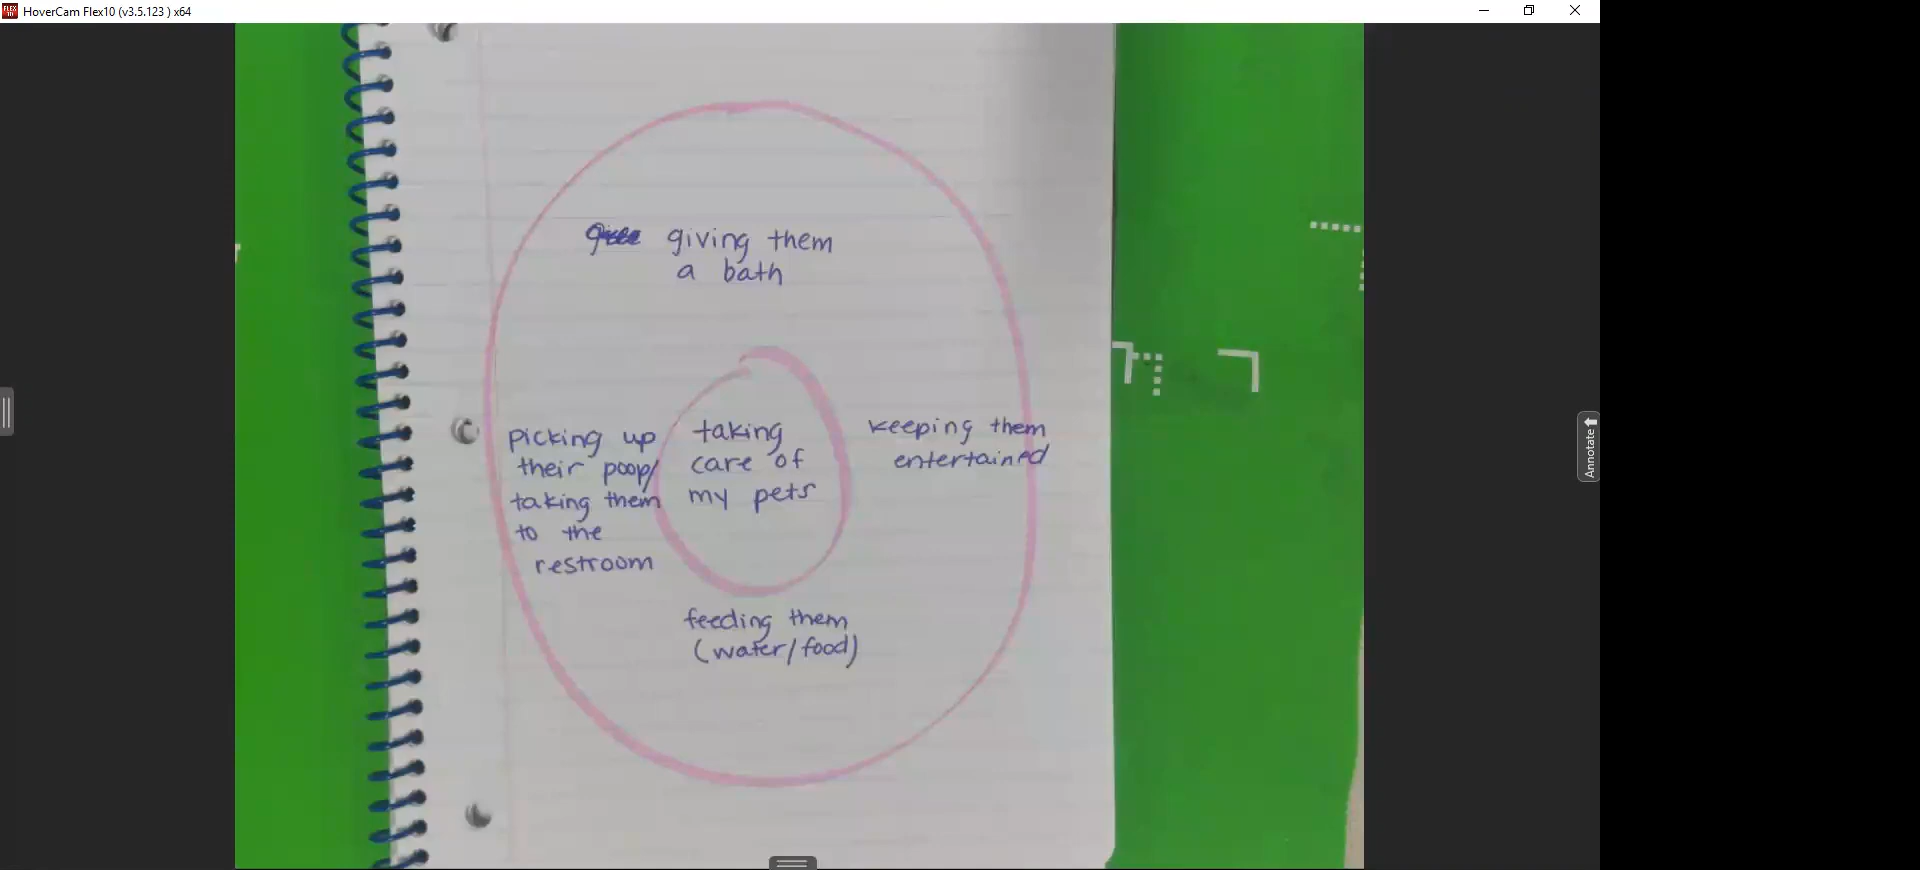 HoverCam Flex10 (v3.5.123 ) x64
giving them
a bath
picking up
their poop/
taking them
to the
restroom
taking
care of
my pets
keeping them
entertained
feeding them
(water/food)
Annotate